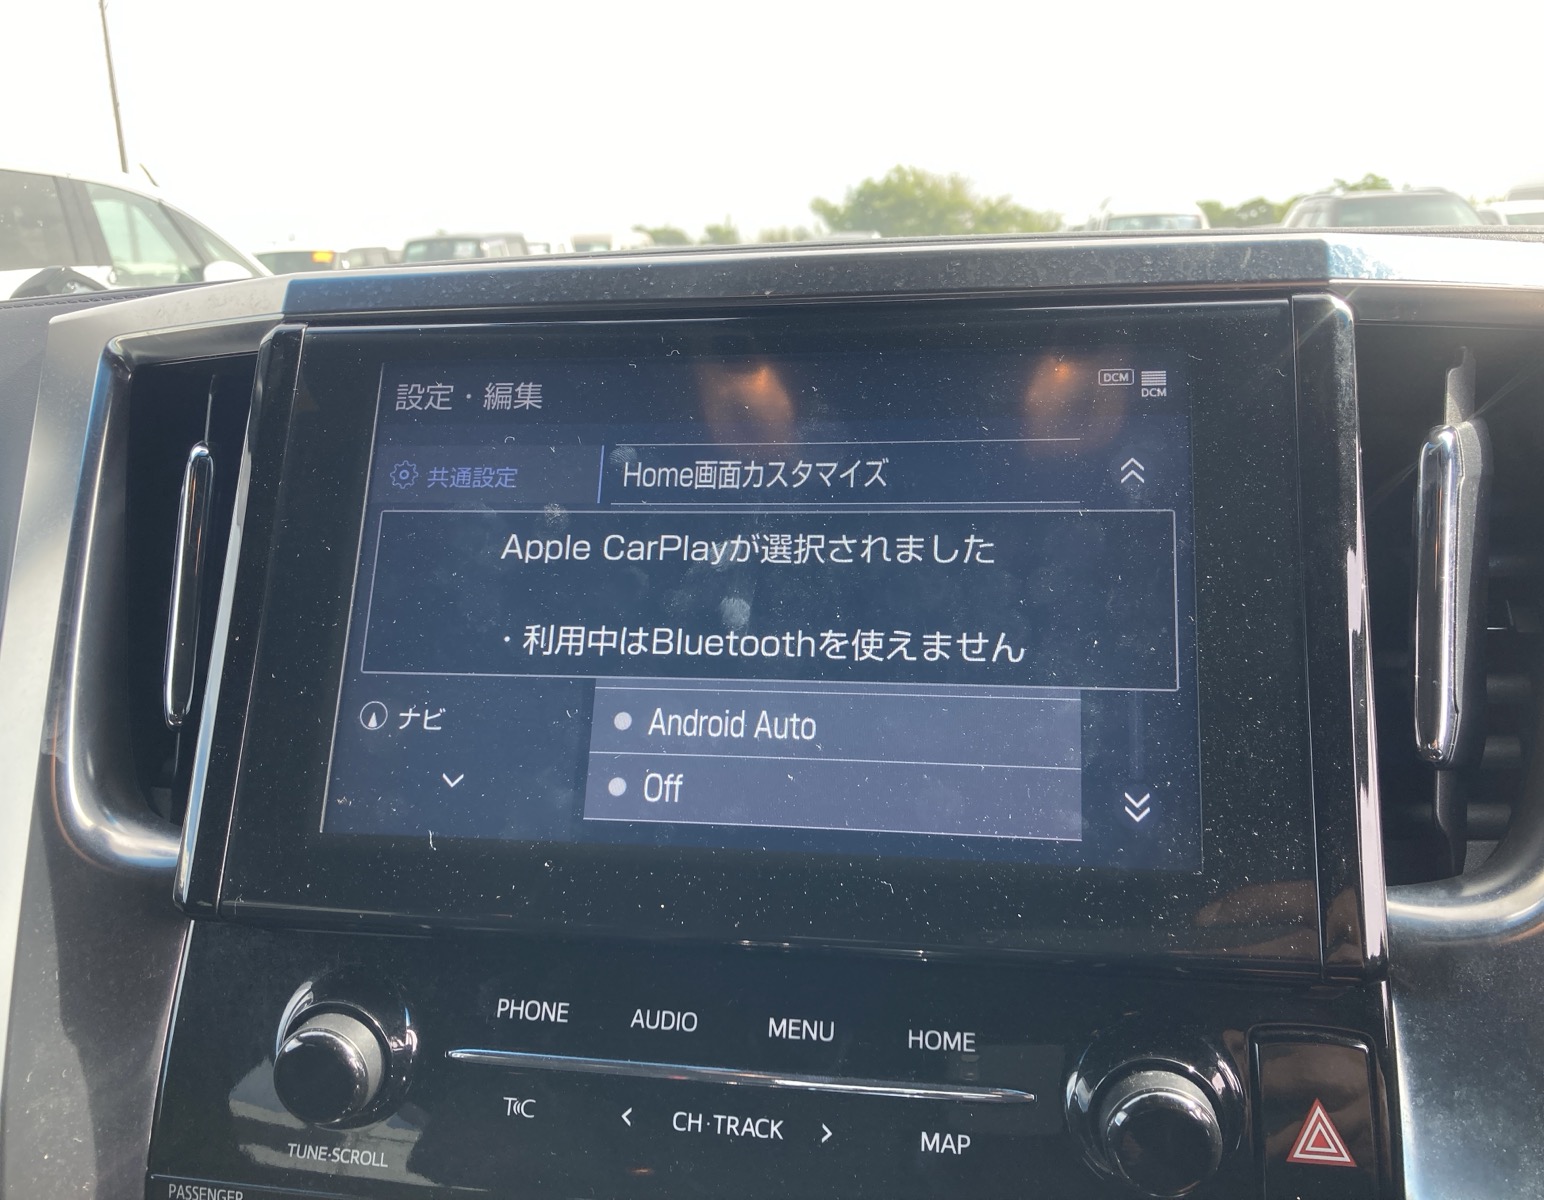 設定・編集
DCM
DCM
共通設定
Home画面カスタマイズ
Apple CarPlayが選択されました
・利用中はBluetoothを使えません
ナビ
Android Auto
Off
PHONE
AUDIO
MENU
HOME
TUNE·SCROLL
T C
CH·TRACK
MAP
PASSENGER